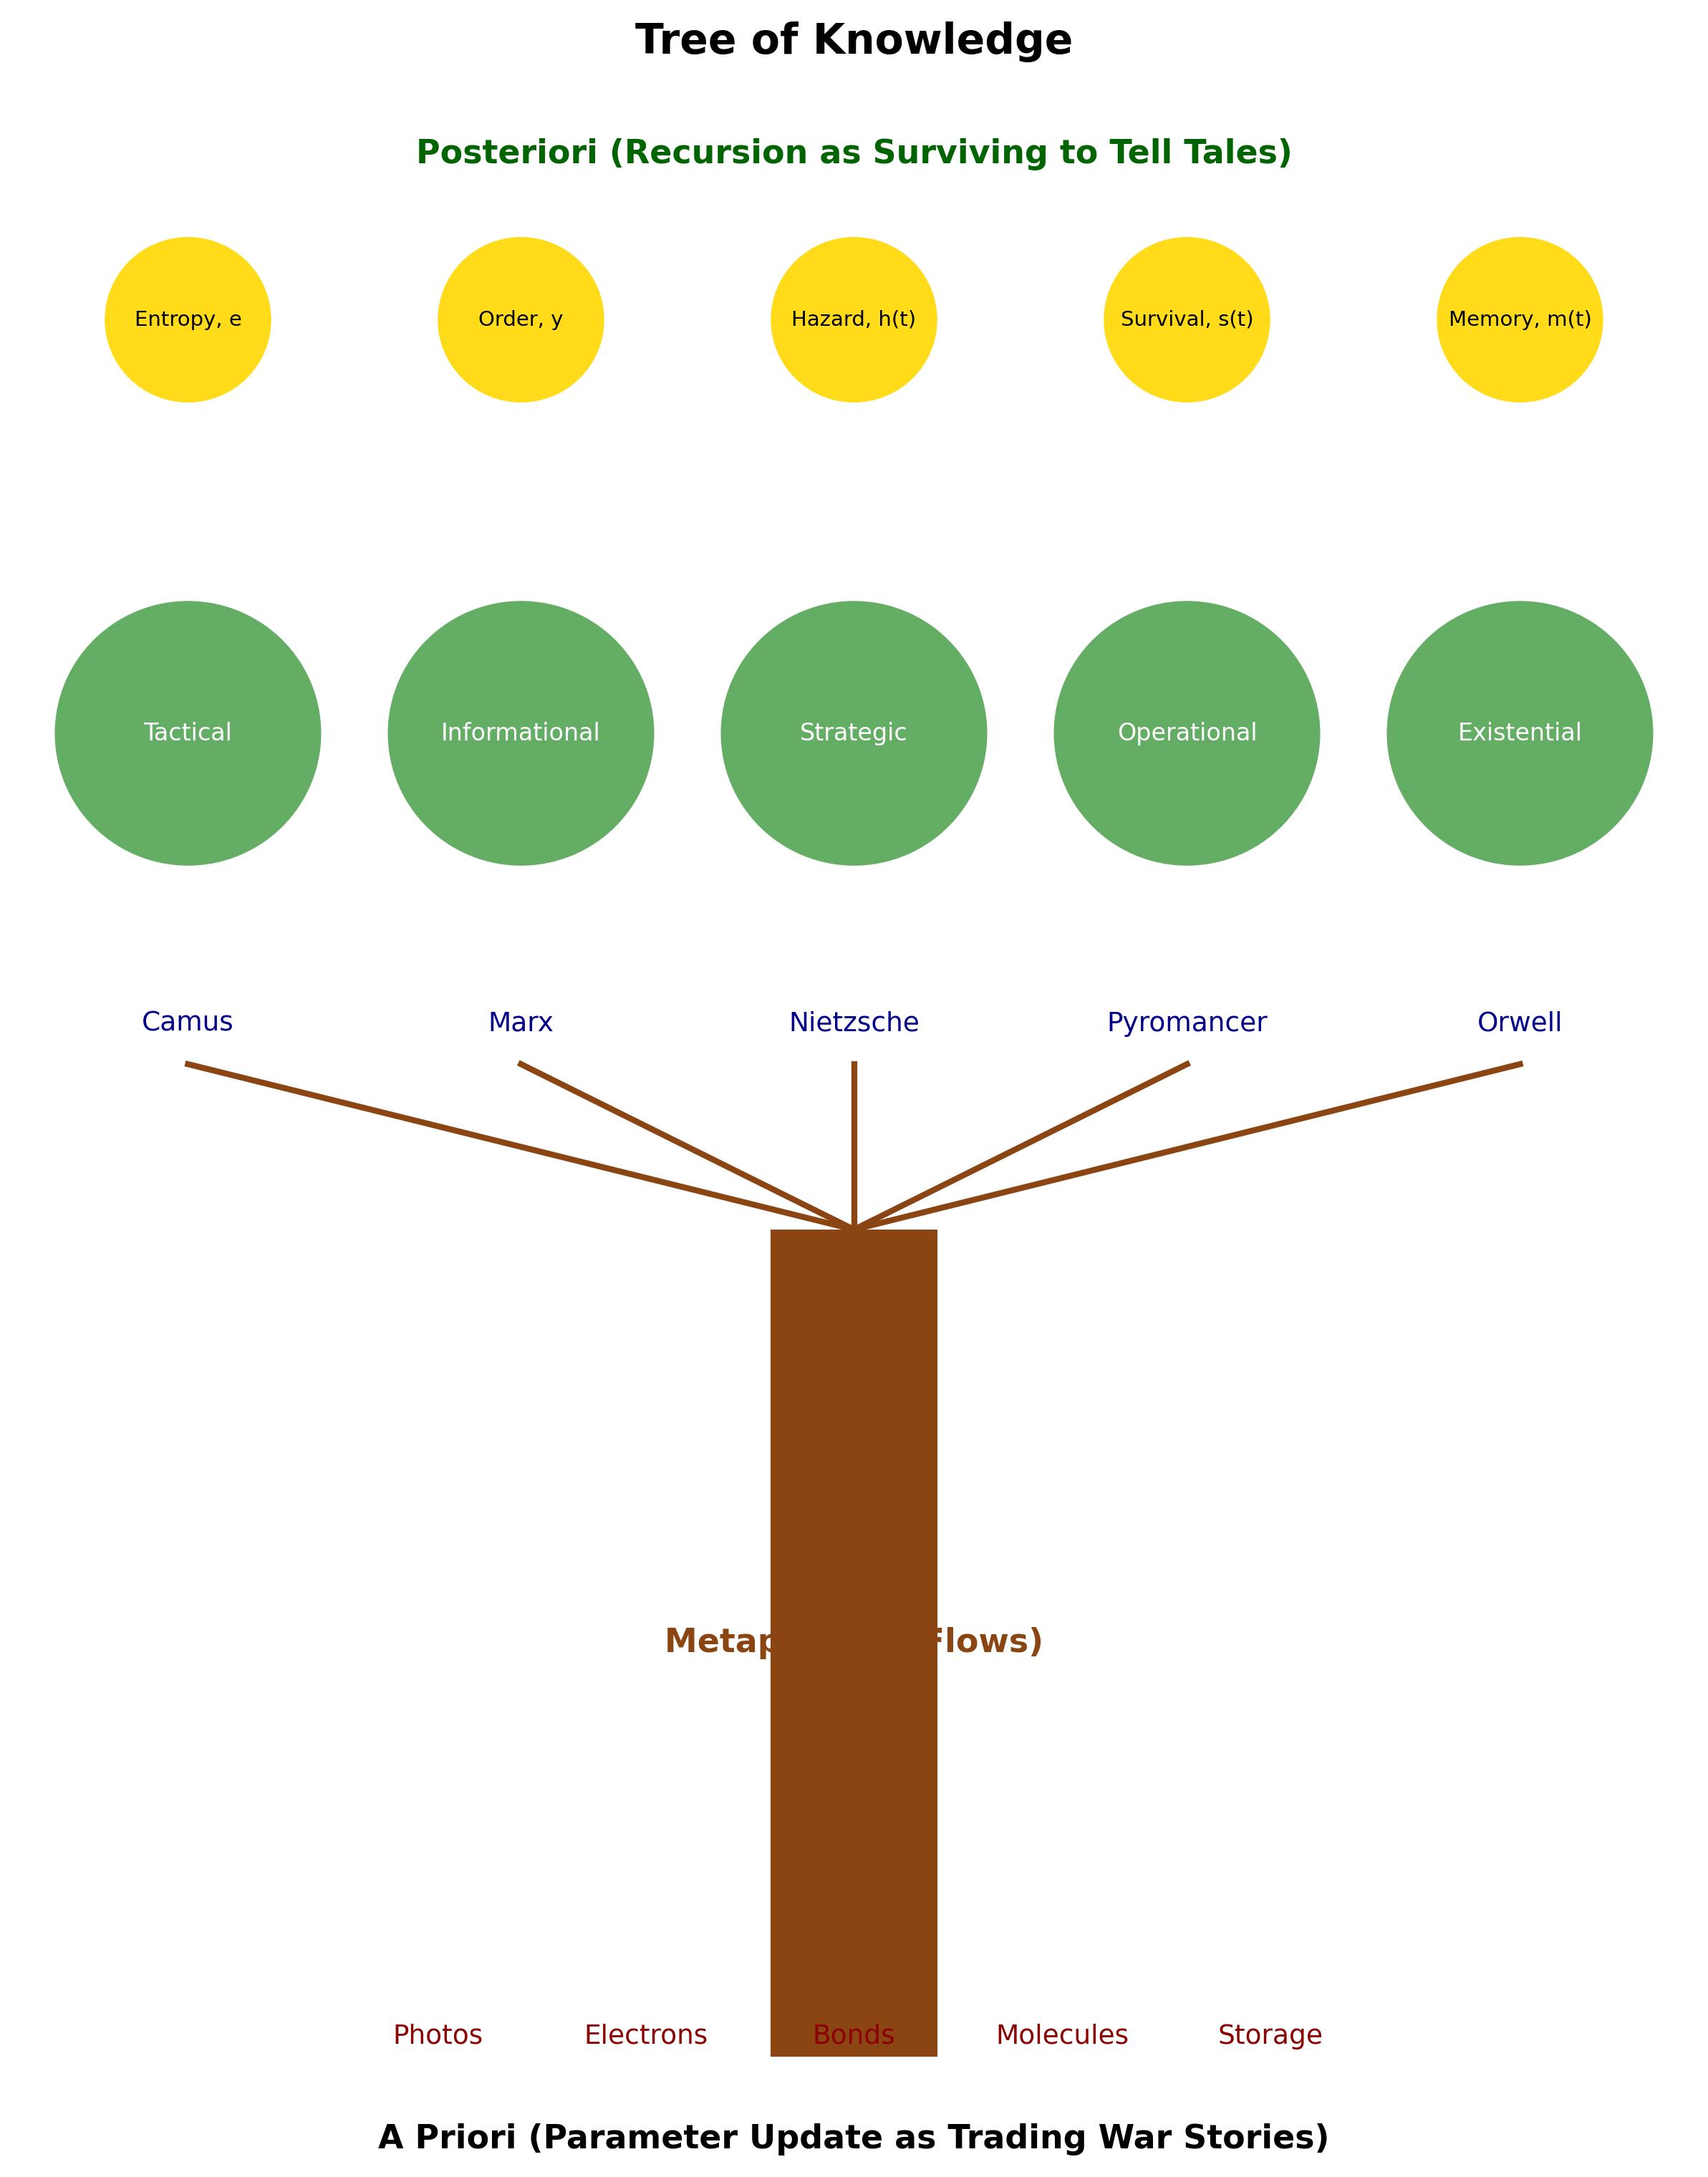 Tree of Knowledge
Posteriori (Recursion as Surviving to Tell Tales)
Entropy, e Order, y Hazard, h(t) Survival, s(t) Memory, m(t)
Tactical Informational Strategic Operational Existential
Camus Marx Nietzsche Pyromancer Orwell
Metap Flows)
Photos Electrons Bonds Molecules Storage
A Priori (Parameter Update as Trading War Stories)